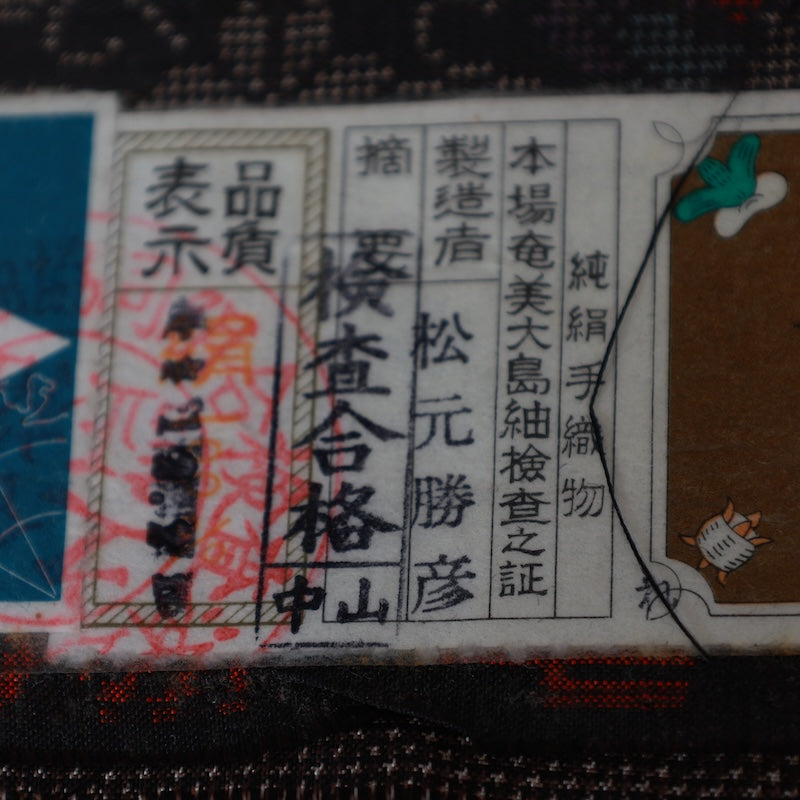 純絹手織物
本場奄美大島紬検査之証
製造者 松元勝彦
摘要
検査合格
中山
品質
表示
絹